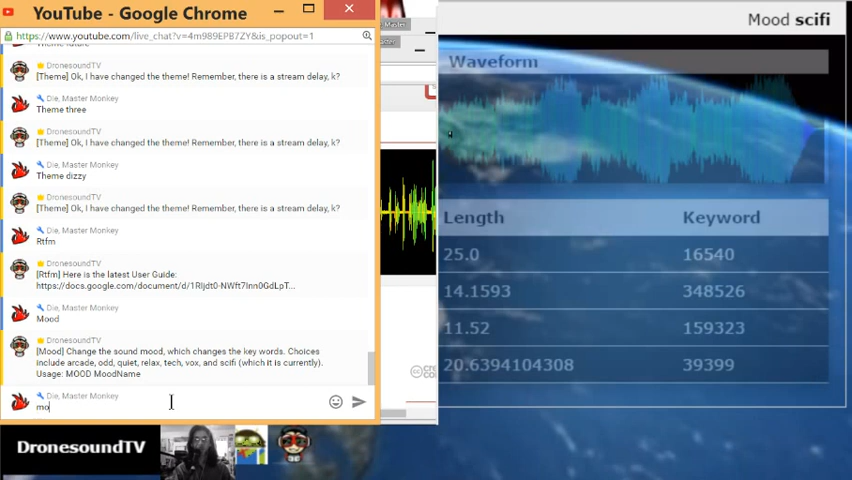 YouTube - Google Chrome
https://www.youtube.com/live_chat?v=4m989EPB7ZY&is_popout=1
DronesoundTV
[Theme] Ok, I have changed the theme! Remember, there is a stream delay, k?
Die, Master Monkey
Theme three
DronesoundTV
[Theme] Ok, I have changed the theme! Remember, there is a stream delay, k?
Die, Master Monkey
Theme dizzy
DronesoundTV
[Theme] Ok, I have changed the theme! Remember, there is a stream delay, k?
Die, Master Monkey
Rtfm
DronesoundTV
[Rtfm] Here is the latest User Guide:
https://docs.google.com/document/d/1RIjdt0-NWft7Inn0GdLpT...
Die, Master Monkey
Mood
DronesoundTV
[Mood] Change the sound mood, which changes the key words. Choices
include arcade, odd, quiet, relax, tech, vox, and scifi (which it is currently).
Usage: MOOD MoodName
Die, Master Monkey
mo
Mood scifi
Waveform
Length Keyword
25.0 16540
14.1593 348526
11.52 159323
20.6394104308 39399
DronesoundTV